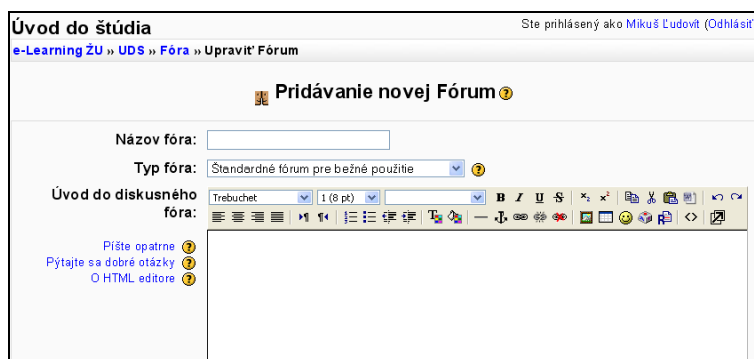 Úvod do štúdia
Ste prihlásený ako Mikuš Ľudovít (Odhlásiť
e-Learning ŽU » UDS » Fóra » Upraviť Fórum
Pridávanie novej Fórum ?
Názov fóra:
Typ fóra: Štandardné fórum pre bežné použitie ?
Úvod do diskusného fóra:
Trebuchet 1 (8 pt) B I U S x₂ x²
Píšte opatrne ?
Pýtajte sa dobré otázky ?
O HTML editore ?